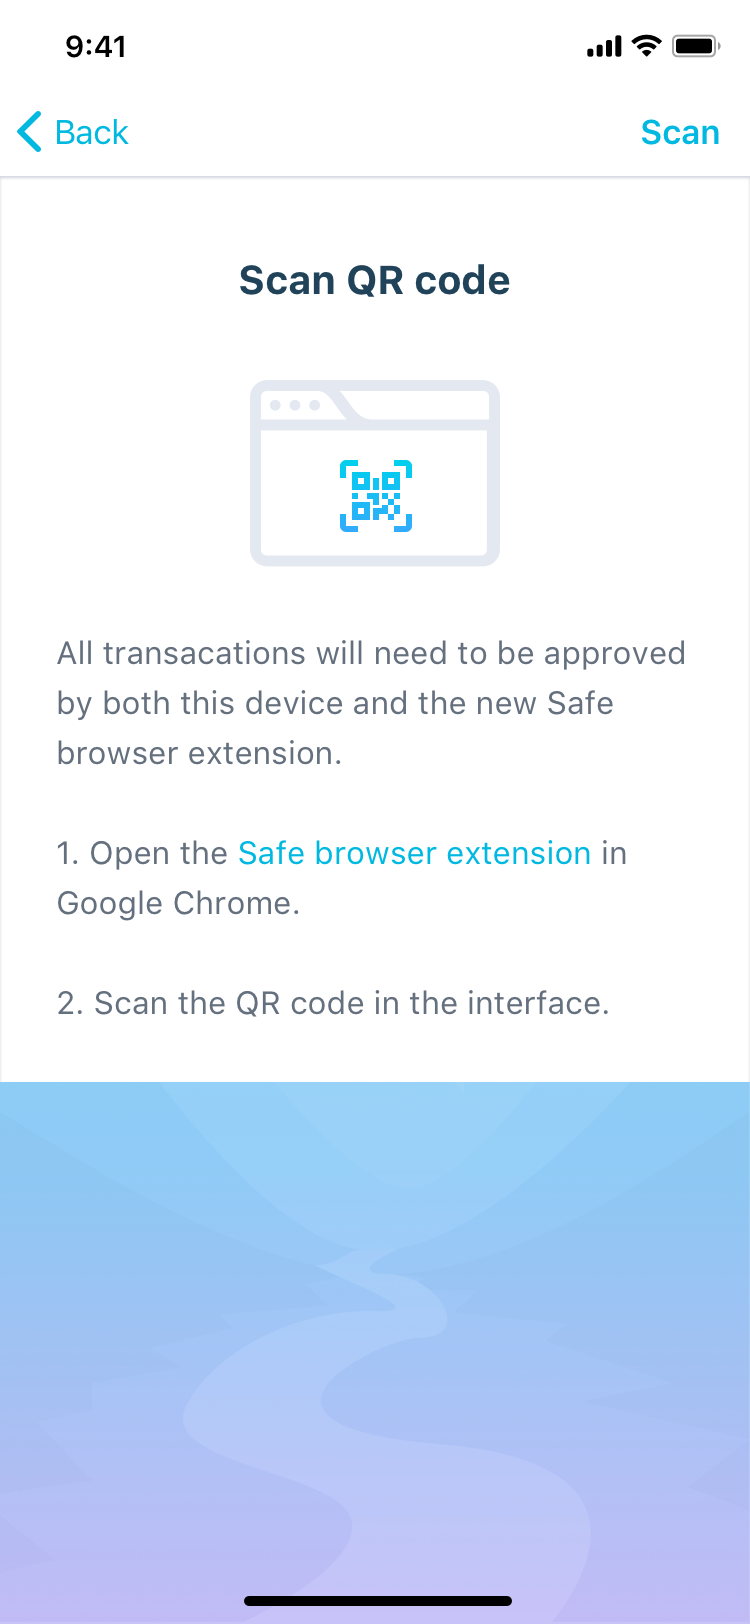 9:41
Back
Scan
Scan QR code
All transacations will need to be approved
by both this device and the new Safe
browser extension.
1. Open the Safe browser extension in
Google Chrome.
2. Scan the QR code in the interface.